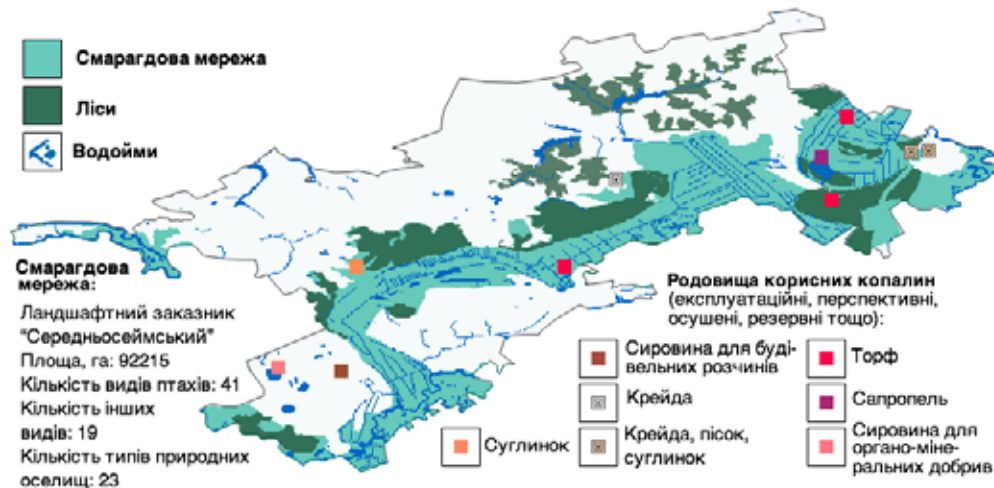 Смарагдова мережа
Ліси
Водойми
Смарагдова
мережа:
Ландшафтний заказник
“Середньосеймський”
Площа, га: 92215
Кількість видів птахів: 41
Кількість інших
видів: 19
Кількість типів природних
оселищ: 23
Родовища корисних копалин
(експлуатаційні, перспективні,
осушені, резервні тощо):
Суглинок
Сировина для буді-
вельних розчинів
Крейда
Крейда, пісок,
суглинок
Торф
Сапропель
Сировина для
органо-міне-
ральних добрив